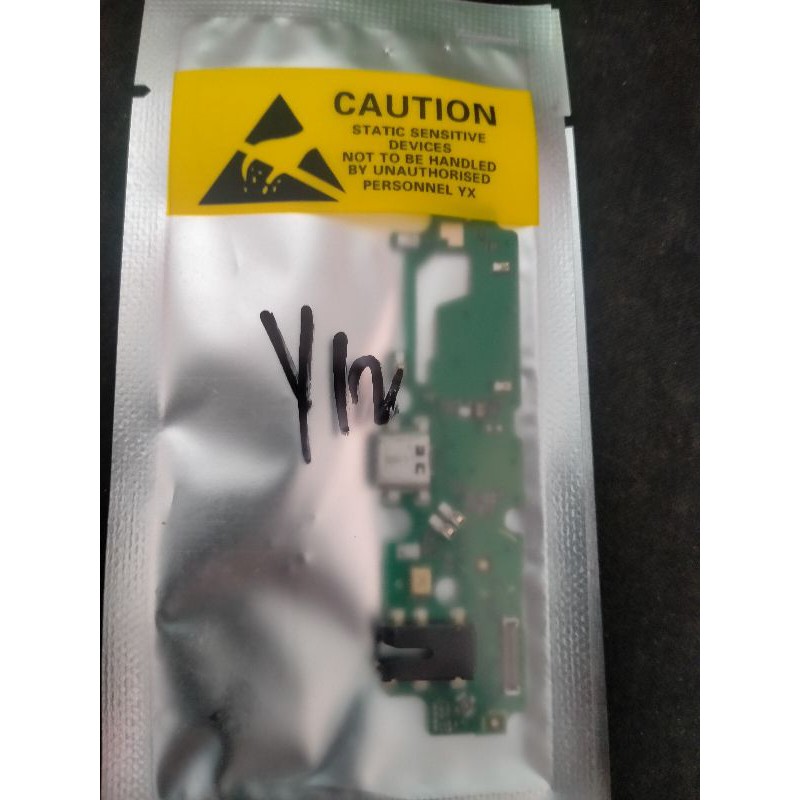 CAUTION
STATIC SENSITIVE
DEVICES
NOT TO BE HANDLED
BY UNAUTHORISED
PERSONNEL YX
Y12